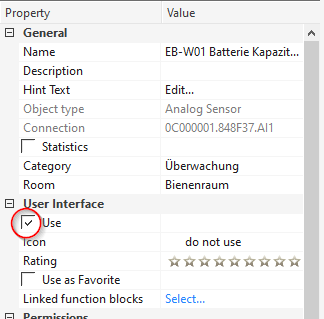 Property Value
General
Name EB-W01 Batterie Kapazit...
Description
Hint Text Edit...
Object type Analog Sensor
Connection 0C000001.848F37.AI1
Statistics
Category Überwachung
Room Bienenraum
User Interface
Use
Icon do not use
Rating
Use as Favorite
Linked function blocks Select...
Permissions